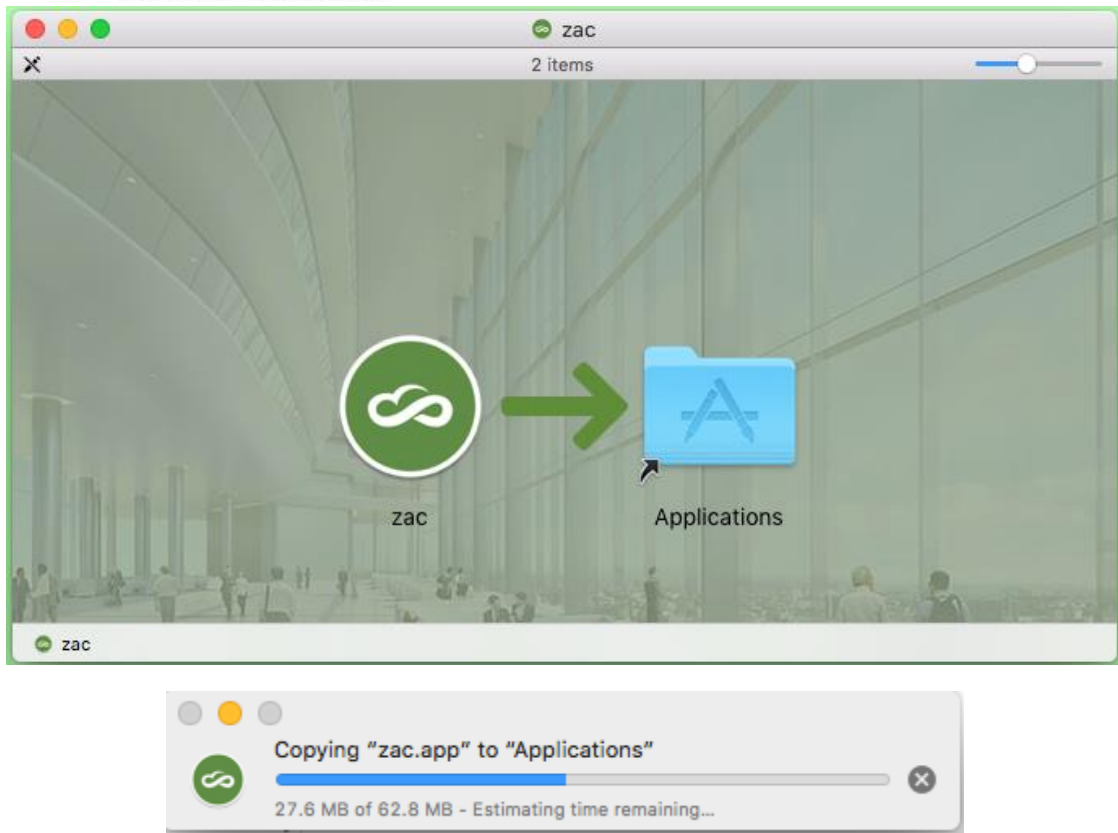 zac
2 items
zac
Applications
zac
Copying “zac.app” to “Applications”
27.6 MB of 62.8 MB - Estimating time remaining...